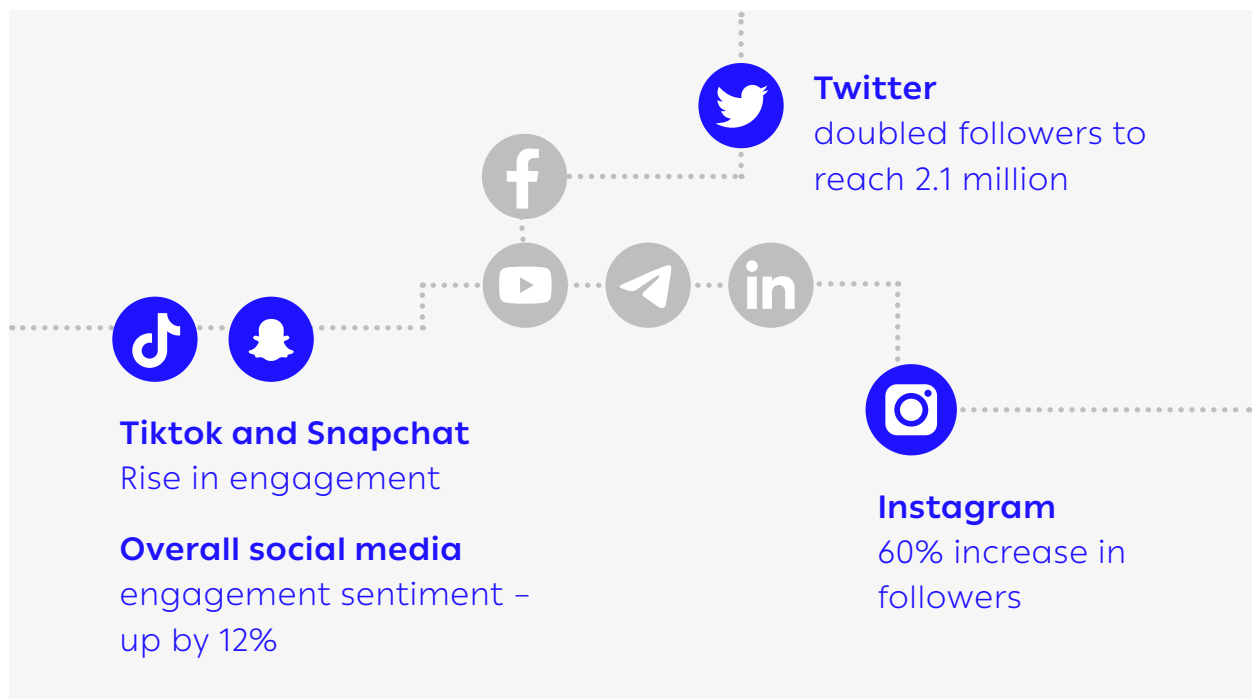 Twitter
doubled followers to
reach 2.1 million
Tiktok and Snapchat
Rise in engagement
Overall social media
engagement sentiment –
up by 12%
Instagram
60% increase in
followers